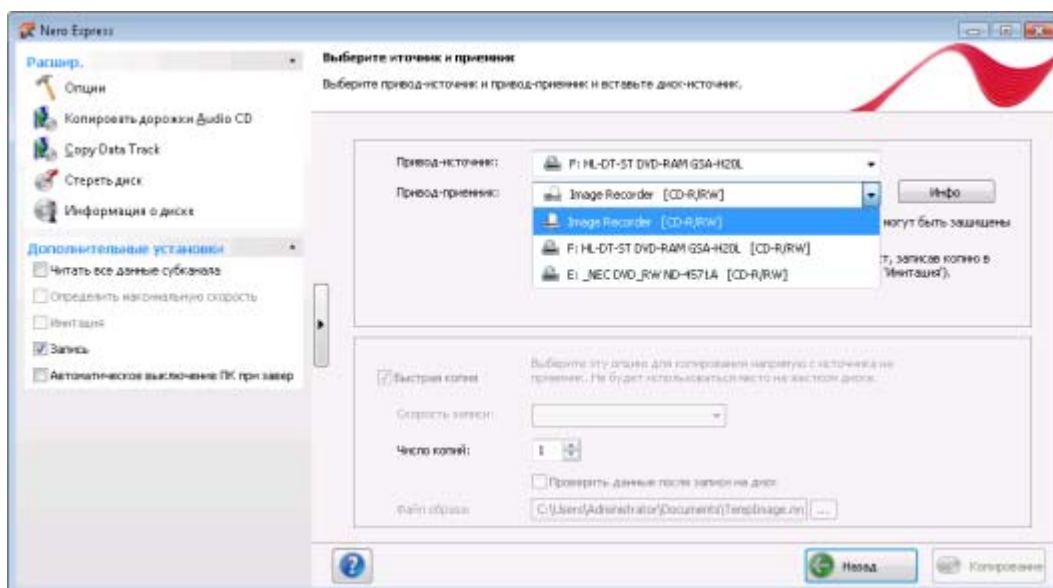 Nero Express
Расшир.
Опции
Копировать дорожки Audio CD
Copy Data Track
Стереть диск
Информация о диске
Дополнительные установки
Читать все данные субканала
Определить максимальную скорость
Имитация
Запись
Автоматическое выключение ПК при завер
Выберите иточник и приенник
Выберите привод-источник и привод-приенник и вставьте диск-источник.
Привод-источник:
F: HL-DT-ST DVD-RAM GSA-H20L
Привод-приенник:
Image Recorder [CD-R/RW]
Инфо
Image Recorder [CD-R/RW]
могут быть защищены
F: HL-DT-ST DVD-RAM GSA-H20L [CD-R/RW]
т, записав копию в
E: _NEC DVD_RW ND-4571A [CD-R/RW]
'Имитация').
Быстрая копия
Выберите эту опцию для копирования напрямую с источника на
приенник. Не будет использоваться место на жестком диске.
Скорость записи:
Число копий:
1
Проверить данные после записи на диск
Файл образа:
C:\Users\Administrator\Documents\TempImage.nrg
...
Назад
Копирование